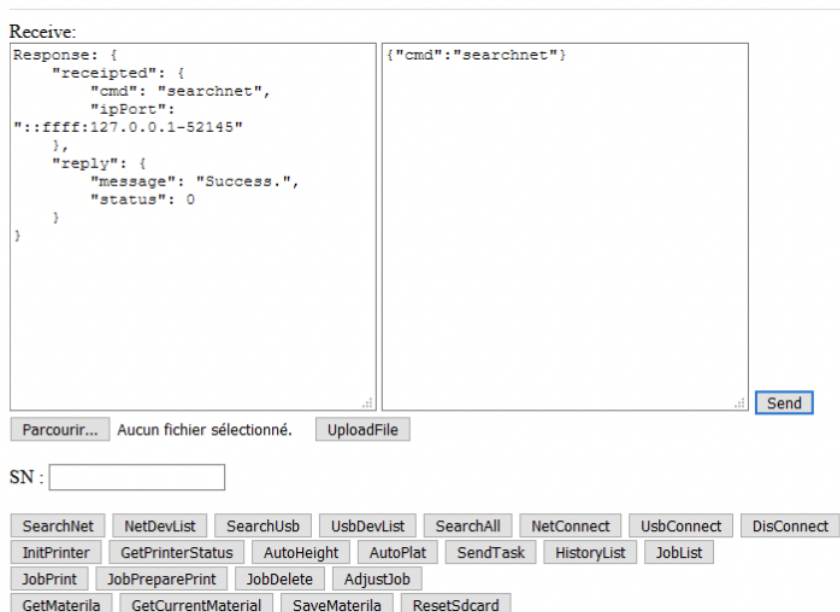 Receive:
Response: {
    "receipted": {
        "cmd": "searchnet",
        "ipPort":
"::ffff:127.0.0.1-52145"
    },
    "reply": {
        "message": "Success.",
        "status": 0
    }
}
{"cmd":"searchnet"}
Send
Parcourir... Aucun fichier sélectionné. UploadFile
SN :
SearchNet NetDevList SearchUsb UsbDevList SearchAll NetConnect UsbConnect DisConnect
InitPrinter GetPrinterStatus AutoHeight AutoPlat SendTask HistoryList JobList
JobPrint JobPreparePrint JobDelete AdjustJob
GetMaterila GetCurrentMaterial SaveMaterila ResetSdcard